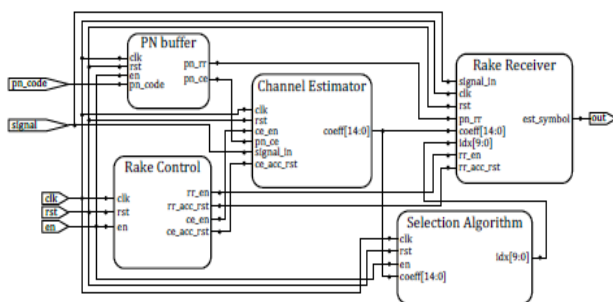 PN buffer
clk
rst
en
pn_code
pn_rr
pn_ce
pn_code
signal
clk
rst
en
Channel Estimator
clk
rst
ce_en
pn_ce
signal_in
ce_acc_rst
coeff[14:0]
Rake Control
clk
rst
en
rr_en
rr_acc_rst
ce_en
ce_acc_rst
Rake Receiver
signal_in
clk
rst
pn_rr
coeff[14:0]
idx[9:0]
rr_en
rr_acc_rst
est_symbol
out
Selection Algorithm
clk
rst
en
coeff[14:0]
idx[9:0]